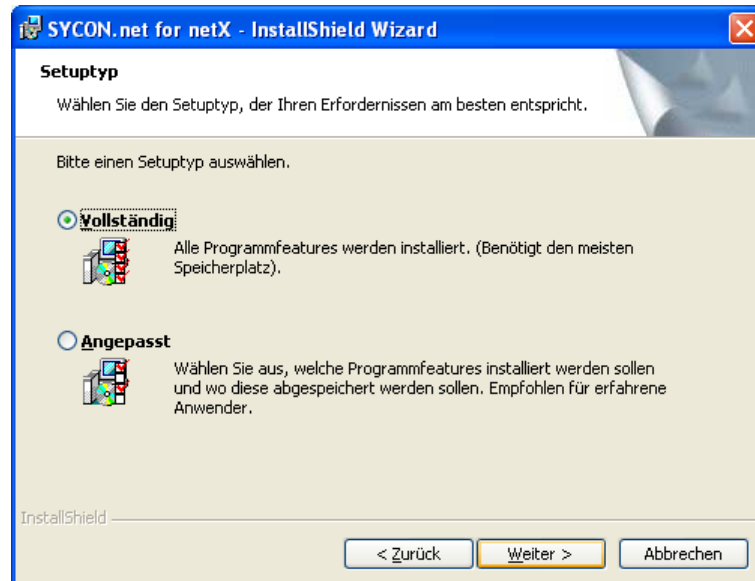 SYCON.net for netX - InstallShield Wizard
Setuptyp
Wählen Sie den Setuptyp, der Ihren Erfordernissen am besten entspricht.
Bitte einen Setuptyp auswählen.
Vollständig
Alle Programmfeatures werden installiert. (Benötigt den meisten
Speicherplatz).
Angepasst
Wählen Sie aus, welche Programmfeatures installiert werden sollen
und wo diese abgespeichert werden sollen. Empfohlen für erfahrene
Anwender.
InstallShield
< Zurück Weiter > Abbrechen